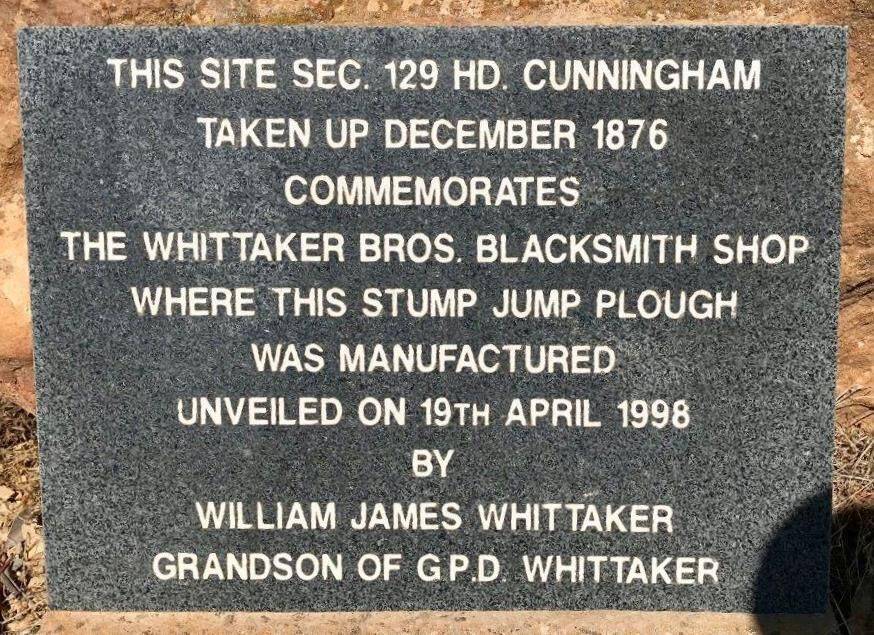 THIS SITE SEC. 129 HD. CUNNINGHAM
TAKEN UP DECEMBER 1876
COMMEMORATES
THE WHITTAKER BROS. BLACKSMITH SHOP
WHERE THIS STUMP JUMP PLOUGH
WAS MANUFACTURED
UNVEILED ON 19TH APRIL 1998
BY
WILLIAM JAMES WHITTAKER
GRANDSON OF G.P.D. WHITTAKER